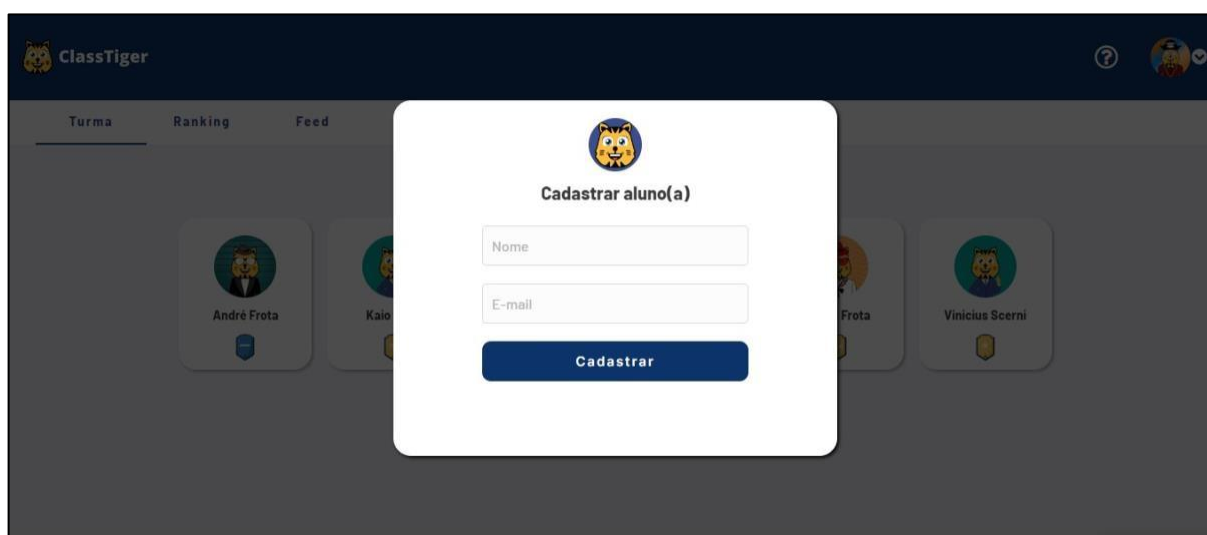 ClassTiger
Turma Ranking Feed
Cadastrar aluno(a)
Nome
E-mail
Cadastrar
André Frota
Kaio
Frota
Vinicius Scerni